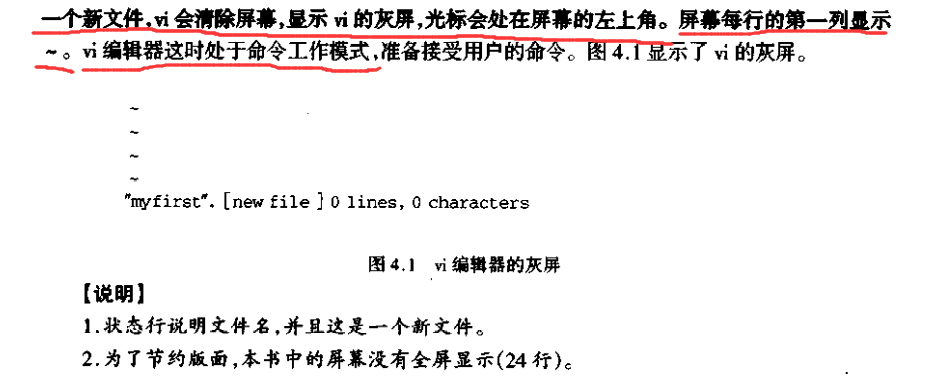 一个新文件,vi 会清除屏幕,显示 vi 的灰屏,光标会处在屏幕的左上角。屏幕每行的第一列显示
~。vi 编辑器这时处于命令工作模式,准备接受用户的命令。图 4.1 显示了 vi 的灰屏。
~
~
~
~
"myfirst". [new file ] 0 lines, 0 characters
图 4.1 vi 编辑器的灰屏
【说明】
1.状态行说明文件名,并且这是一个新文件。
2.为了节约版面,本书中的屏幕没有全屏显示(24 行)。